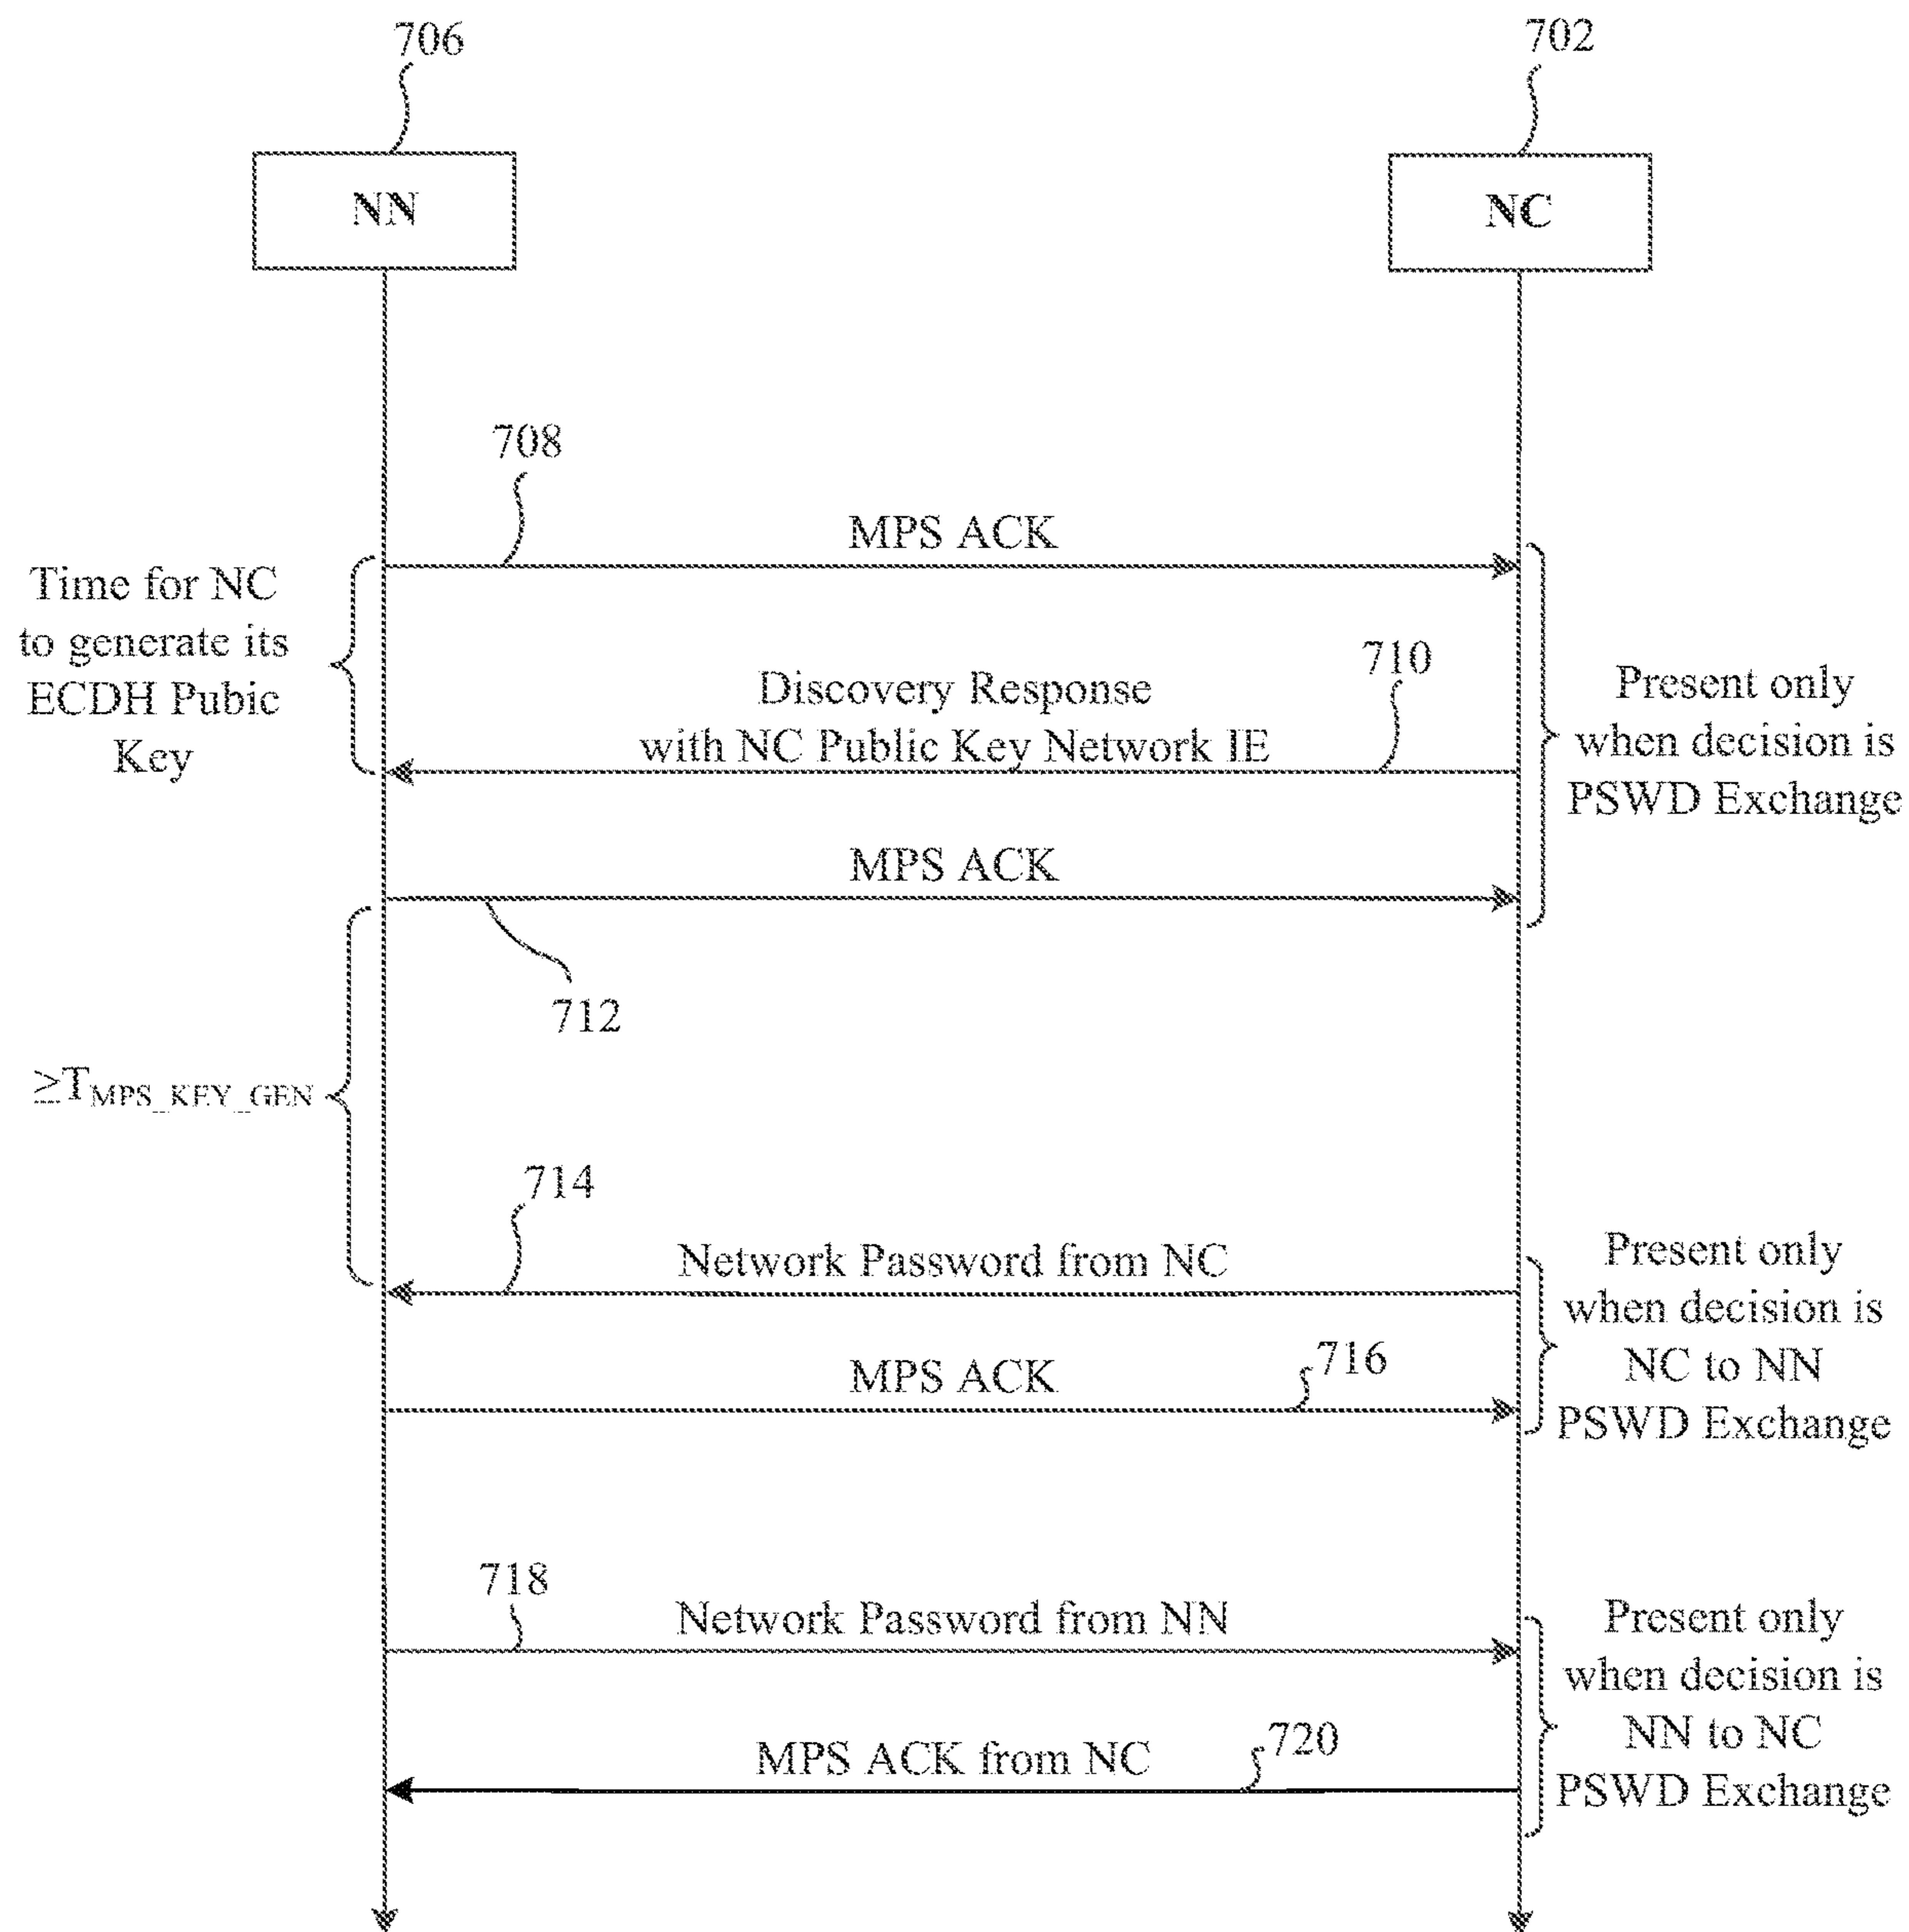 706
702
NN
NC
708
MPS ACK
Time for NC
to generate its
ECDH Pubic
Key
710
Discovery Response
with NC Public Key Network IE
Present only
when decision is
PSWD Exchange
MPS ACK
712
≥TMPS_KEY_GEN
714
Network Password from NC
Present only
when decision is
NC to NN
PSWD Exchange
716
MPS ACK
718
Network Password from NN
Present only
when decision is
NN to NC
PSWD Exchange
720
MPS ACK from NC